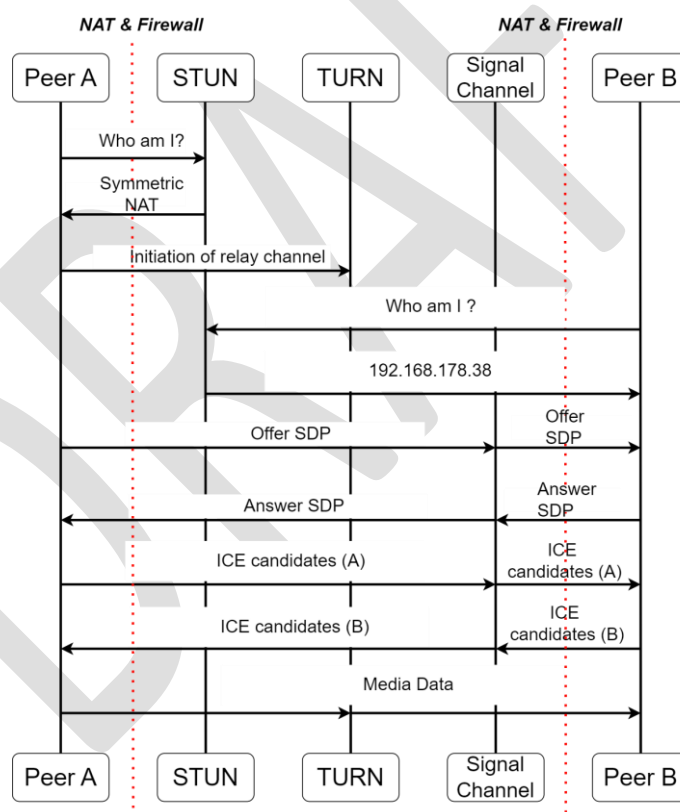 NAT & Firewall
NAT & Firewall
Peer A
STUN
TURN
Signal
Channel
Peer B
Who am I?
Symmetric
NAT
Initiation of relay channel
Who am I ?
192.168.178.38
Offer SDP
Offer
SDP
Answer SDP
Answer
SDP
ICE candidates (A)
ICE
candidates (A)
ICE candidates (B)
ICE
candidates (B)
Media Data
Peer A
STUN
TURN
Signal
Channel
Peer B
DRAFT